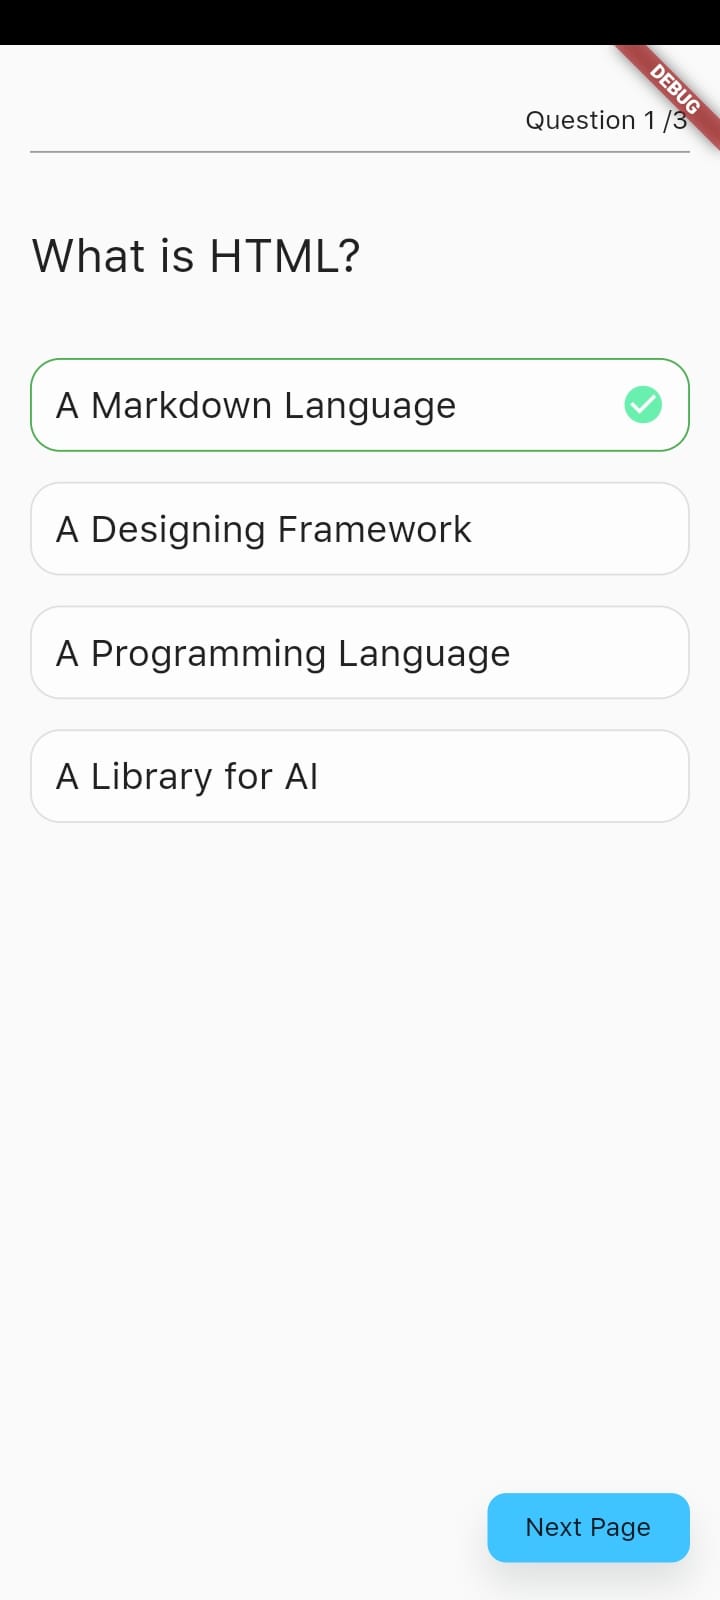 DEBUG
Question 1 /3
What is HTML?
A Markdown Language
A Designing Framework
A Programming Language
A Library for AI
Next Page